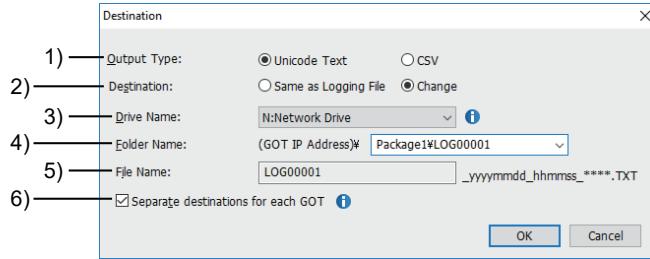 Destination
1) Output Type: Unicode Text CSV
2) Destination: Same as Logging File Change
3) Drive Name: N:Network Drive
4) Folder Name: (GOT IP Address)¥ Package1¥LOG00001
5) File Name: LOG00001 _yyyymmdd_hhmmss_****.TXT
6) Separate destinations for each GOT
OK Cancel